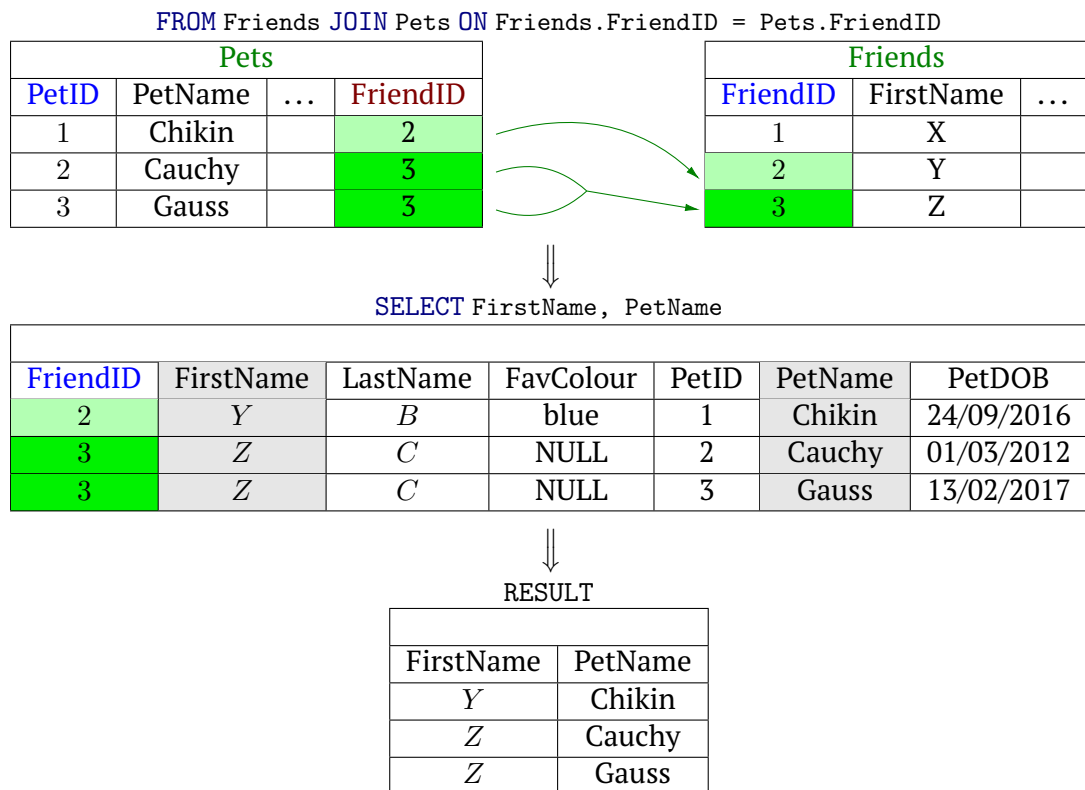 FROM Friends JOIN Pets ON Friends.FriendID = Pets.FriendID
Pets
PetID PetName ... FriendID
1 Chikin 2
2 Cauchy 3
3 Gauss 3
Friends
FriendID FirstName ...
1 X
2 Y
3 Z
⇓
SELECT FirstName, PetName
FriendID FirstName LastName FavColour PetID PetName PetDOB
2 Y B blue 1 Chikin 24/09/2016
3 Z C NULL 2 Cauchy 01/03/2012
3 Z C NULL 3 Gauss 13/02/2017
⇓
RESULT
FirstName PetName
Y Chikin
Z Cauchy
Z Gauss